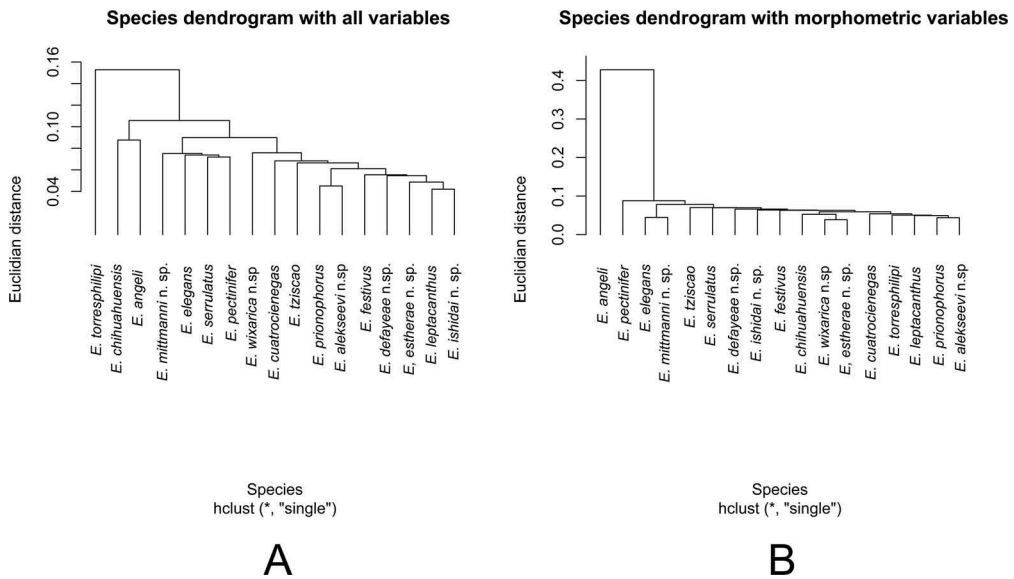 Species dendrogram with all variables
Euclidian distance
0.16
0.10
0.04
E. torresphilipi
E. chihuahuensis
E. angeli
E. mittmanni n. sp.
E. elegans
E. serrulatus
E. pectinifer
E. wixarica n.sp
E. cuatrocienegas
E. tziscao
E. prionophorus
E. alekseevi n.sp
E. festivus
E. defayeae n.sp.
E, estherae n. sp.
E. leptacanthus
E. ishidai n. sp.
Species
hclust (*, "single")
A
Species dendrogram with morphometric variables
Euclidian distance
0.4
0.3
0.2
0.1
0.0
E. angeli
E. pectinifer
E. elegans
E. mittmanni n. sp.
E. tziscao
E. serrulatus
E. defayeae n. sp.
E. ishidai n. sp.
E. festivus
E. chihuahuensis
E. wixarica n.sp
E, estherae n. sp.
E. cuatrocienegas
E. torresphilipi
E. leptacanthus
E. prionophorus
E. alekseevi n.sp
Species
hclust (*, "single")
B